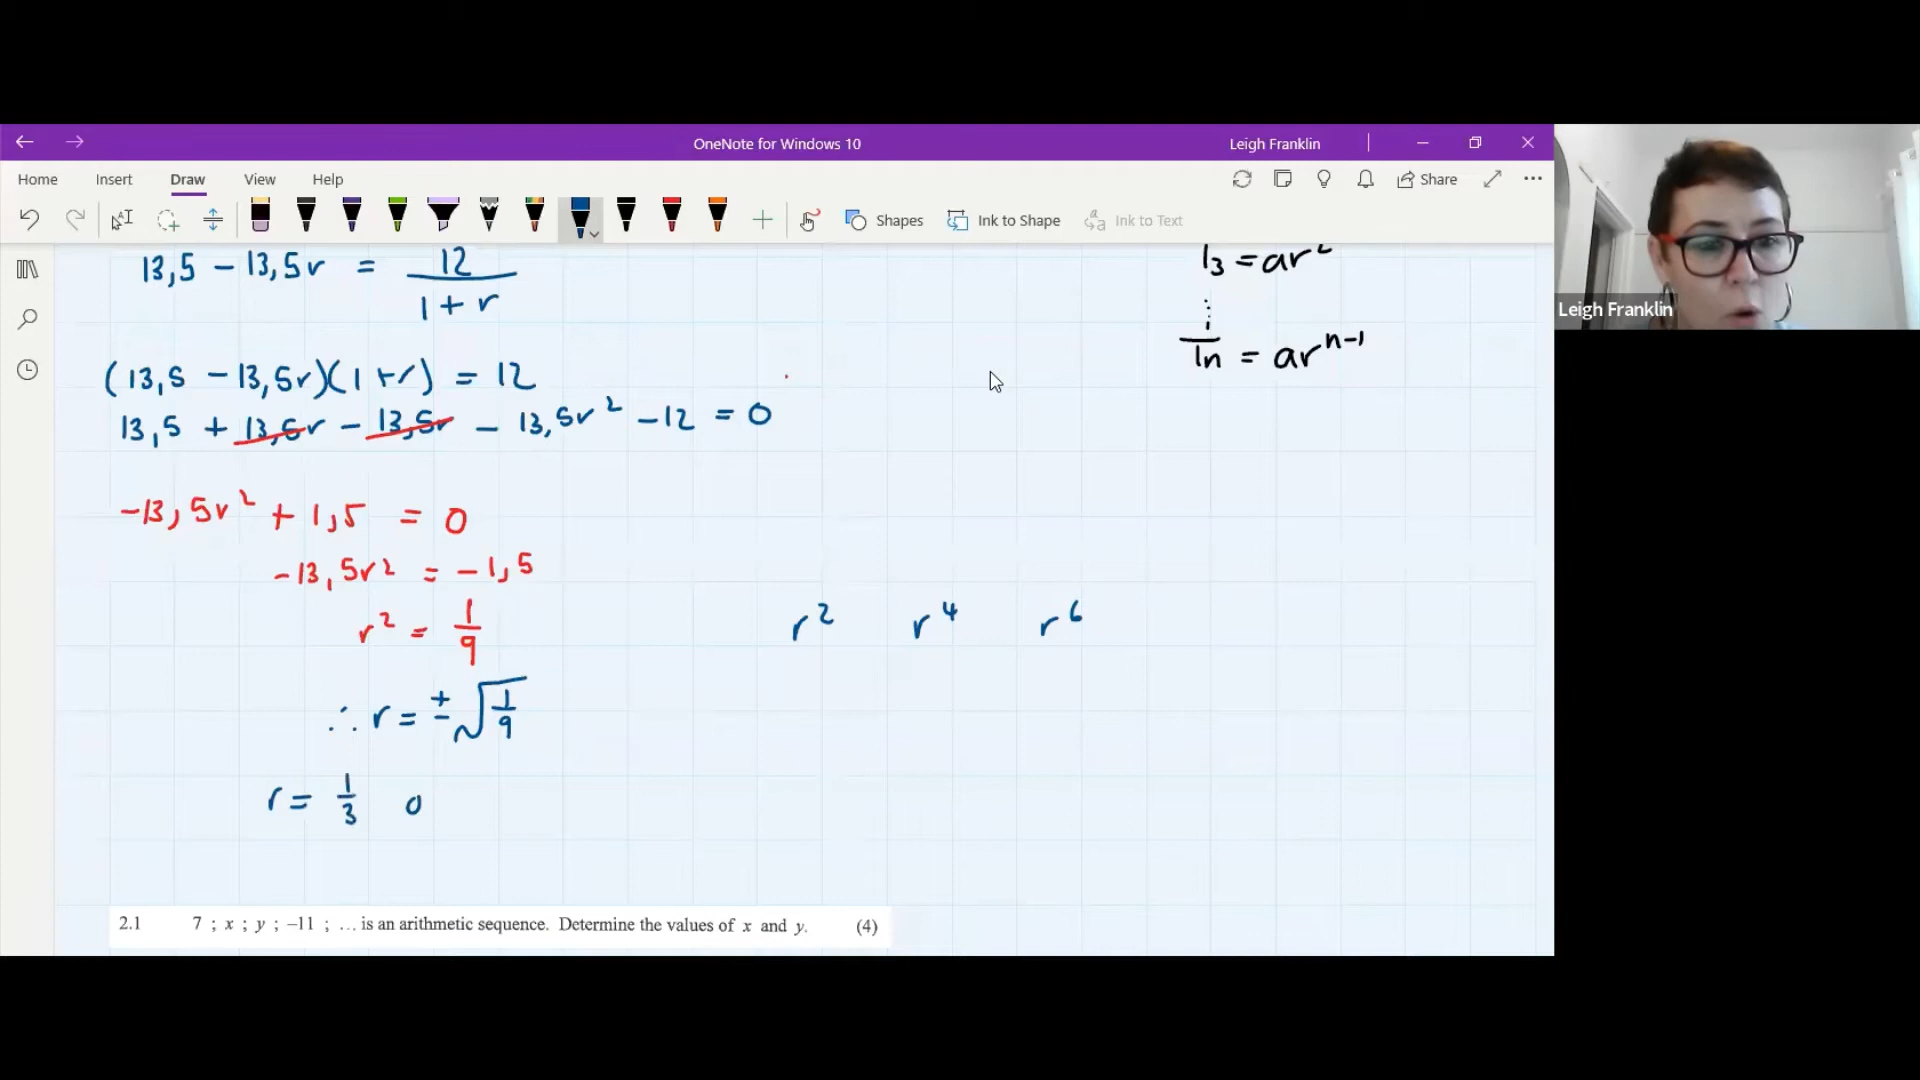 OneNote for Windows 10
Leigh Franklin
Home Insert Draw View Help
Share
Shapes Ink to Shape Ink to Text
13,5 - 13,5r = 12/(1 + r)
T3 = ar²
⋮
Tn = ar^(n-1)
(13,5 - 13,5r)(1 + r) = 12
13,5 + 13,5r - 13,5r - 13,5r² - 12 = 0
-13,5r² + 1,5 = 0
-13,5r² = -1,5
r² = 1/9
r² r⁴ r⁶
∴ r = ±√(1/9)
r = 1/3 o
2.1 7 ; x ; y ; –11 ; … is an arithmetic sequence. Determine the values of x and y. (4)
Leigh Franklin